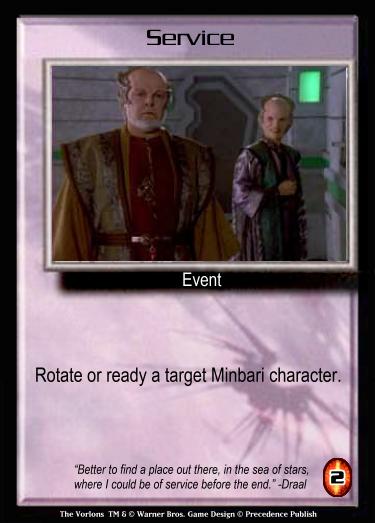 Service
Event
Rotate or ready a target Minbari character.
“Better to find a place out there, in the sea of stars,
where I could be of service before the end.” -Draal
2
The Vorlons TM & © Warner Bros. Game Design © Precedence Publish